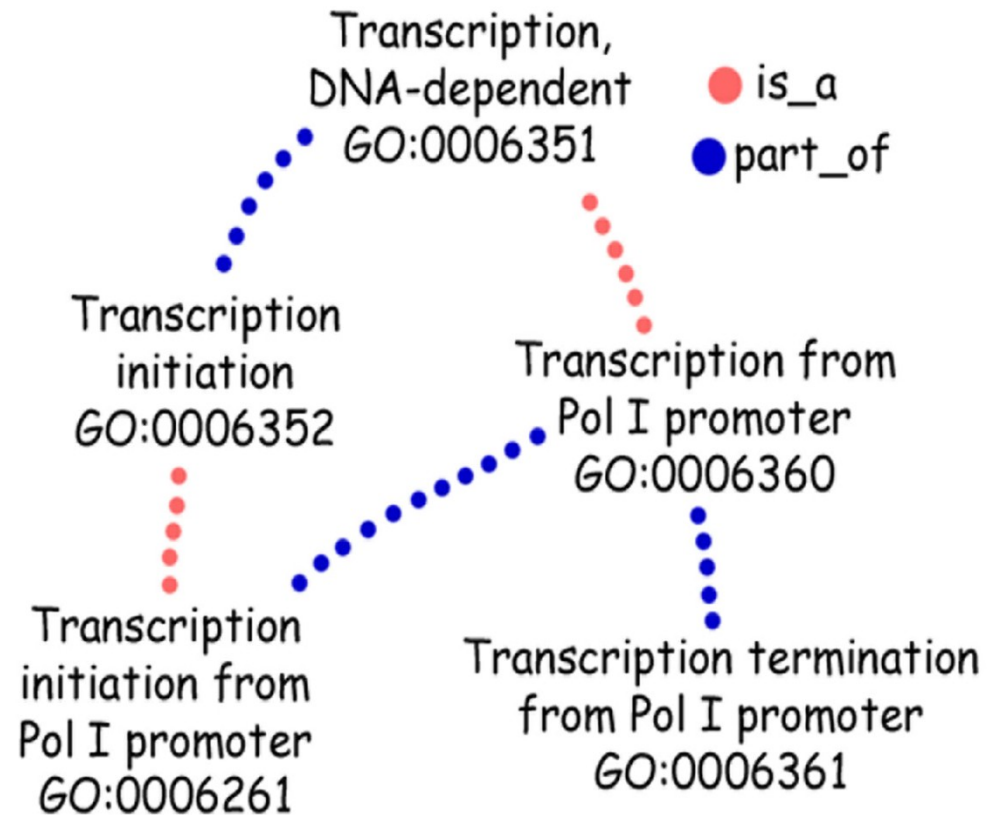 Transcription,
DNA-dependent
GO:0006351
is_a
part_of
Transcription
initiation
GO:0006352
Transcription from
Pol I promoter
GO:0006360
Transcription
initiation from
Pol I promoter
GO:0006261
Transcription termination
from Pol I promoter
GO:0006361